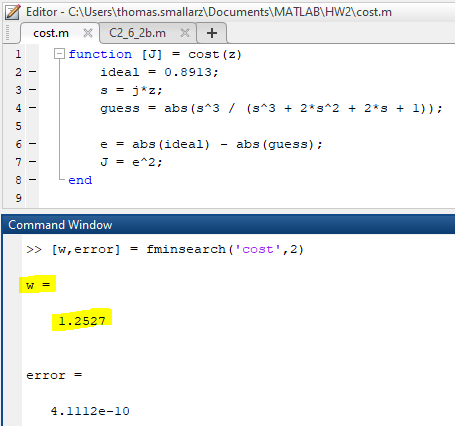 Editor - C:\Users\thomas.smallarz\Documents\MATLAB\HW2\cost.m
cost.m × C2_6_2b.m × +
1 function [J] = cost(z)
2 - ideal = 0.8913;
3 - s = j*z;
4 - guess = abs(s^3 / (s^3 + 2*s^2 + 2*s + 1));
5
6 - e = abs(ideal) - abs(guess);
7 - J = e^2;
8 - end
9
Command Window
>> [w,error] = fminsearch('cost',2)
w =
1.2527
error =
4.1112e-10